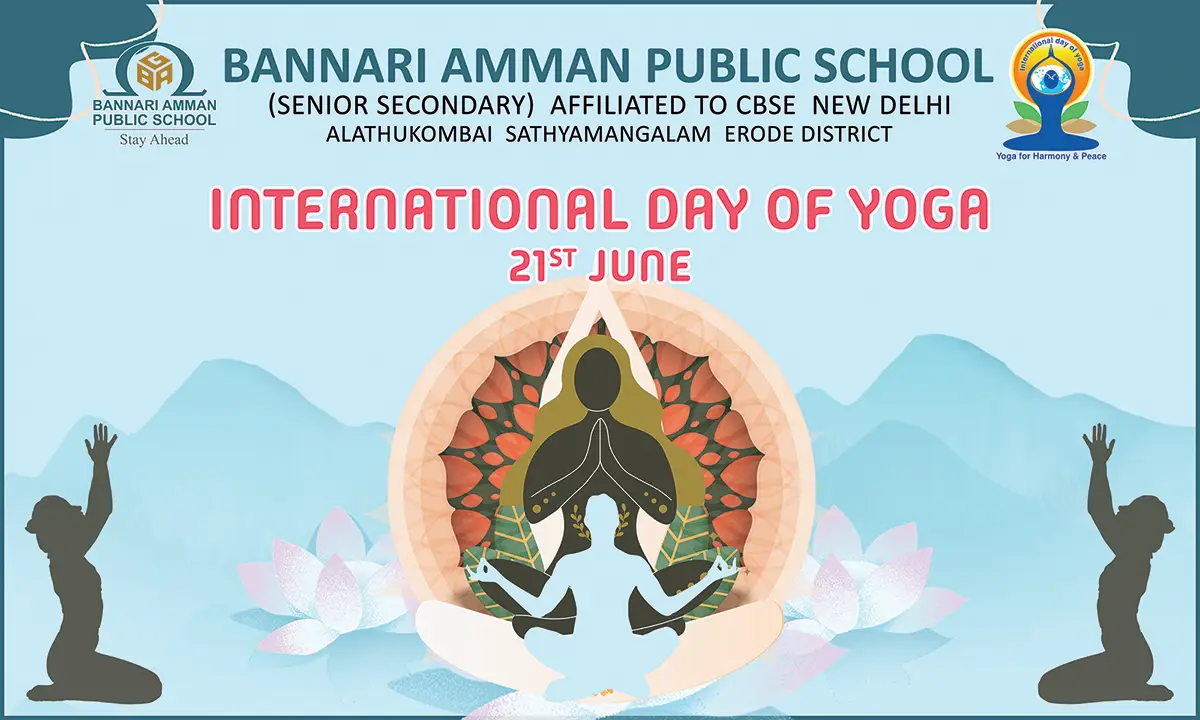 BANNARI AMMAN PUBLIC SCHOOL
(SENIOR SECONDARY) AFFILIATED TO CBSE NEW DELHI
ALATHUKOMBAI SATHYAMANGALAM ERODE DISTRICT
GBA
BANNARI AMMAN
PUBLIC SCHOOL
Stay Ahead
International day of yoga
Yoga for Harmony & Peace
INTERNATIONAL DAY OF YOGA
21ST JUNE